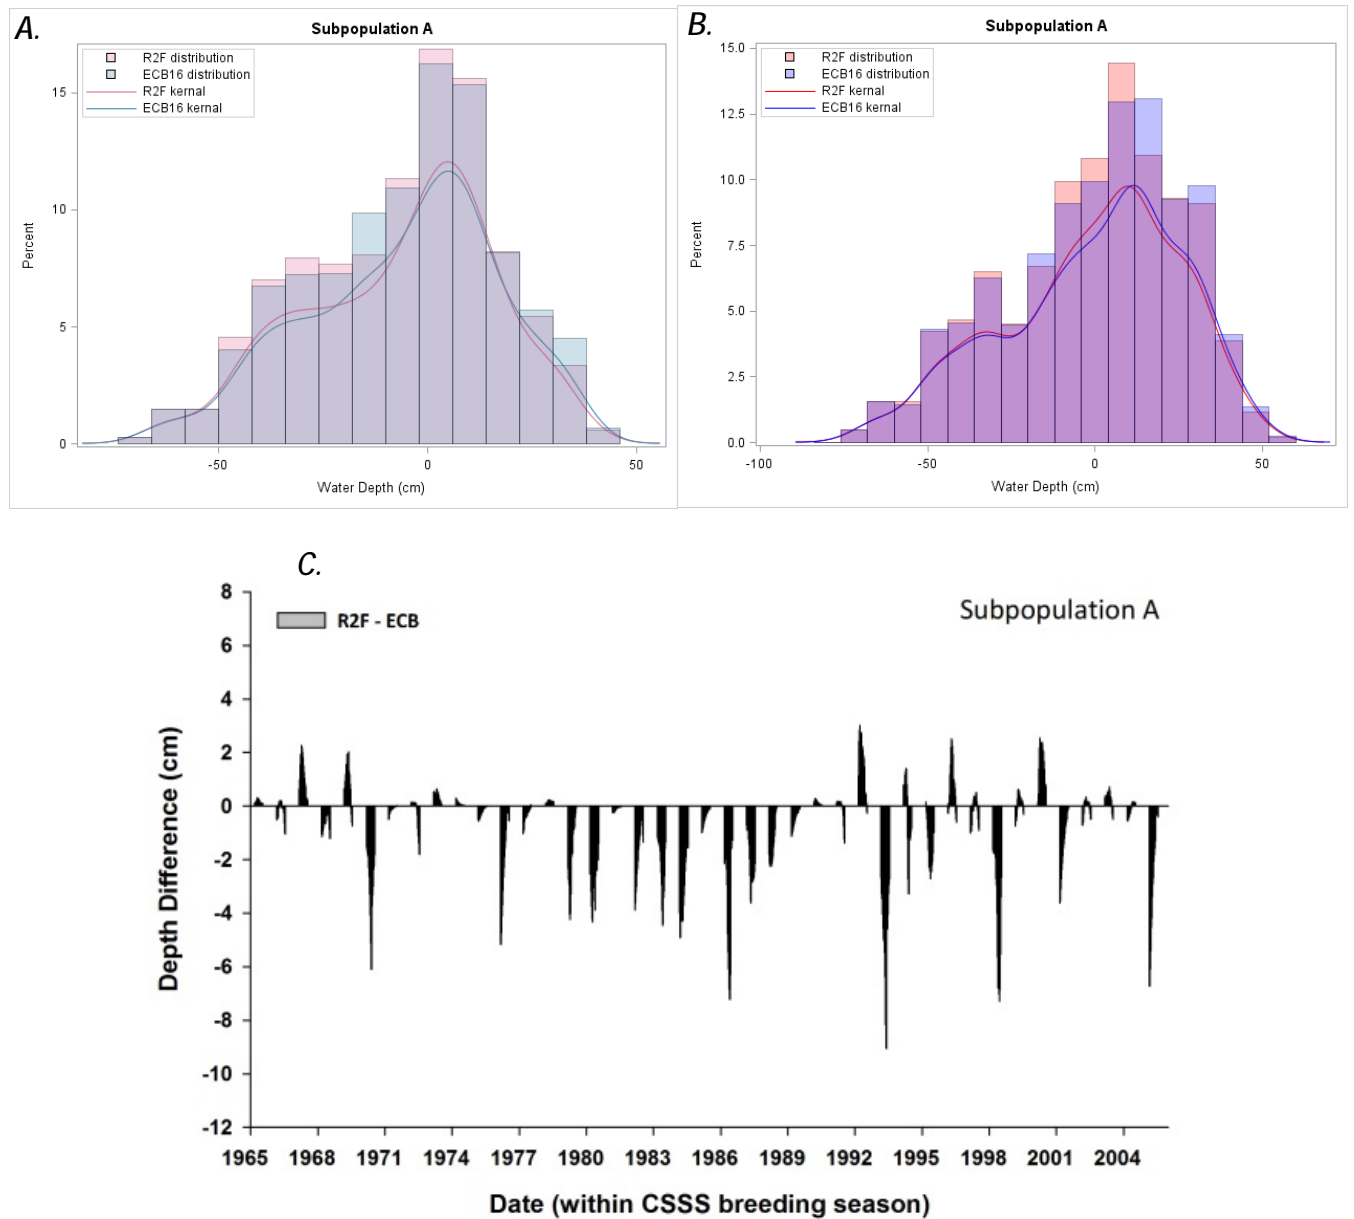 A.
Subpopulation A
R2F distribution
ECB16 distribution
R2F kernal
ECB16 kernal
15
10
5
0
Percent
-50
0
50
Water Depth (cm)
B.
Subpopulation A
R2F distribution
ECB16 distribution
R2F kernal
ECB16 kernal
15.0
12.5
10.0
7.5
5.0
2.5
0.0
Percent
-100
-50
0
50
Water Depth (cm)
C.
R2F - ECB
Subpopulation A
8
6
4
2
0
-2
-4
-6
-8
-10
-12
Depth Difference (cm)
1965 1968 1971 1974 1977 1980 1983 1986 1989 1992 1995 1998 2001 2004
Date (within CSSS breeding season)